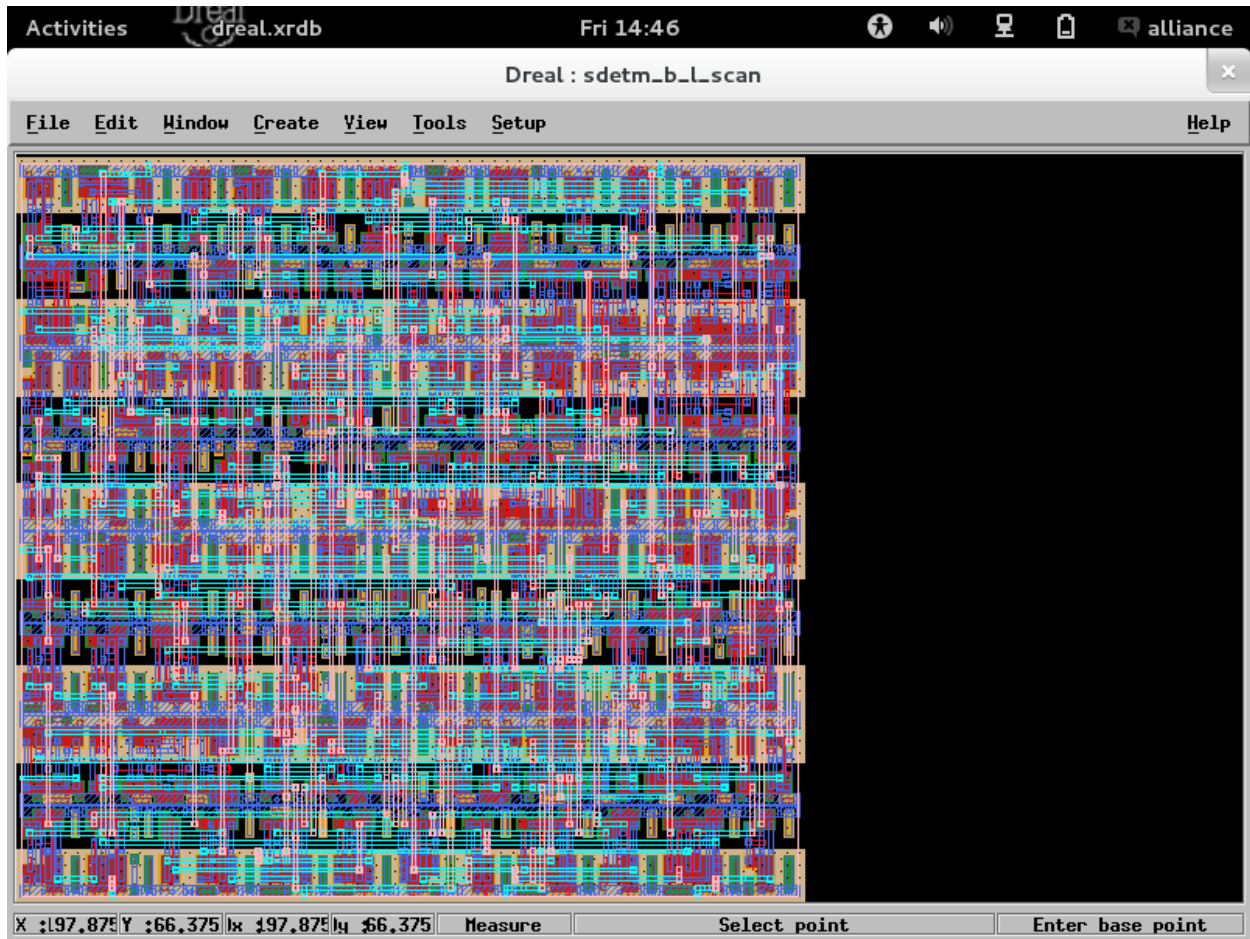 Activities dreal.xrdb Fri 14:46 alliance
Dreal
Dreal : sdetm_b_l_scan
File Edit Window Create View Tools Setup Help
X :197.875 Y :66.375 Dx 197.875 Dy 66.375 Measure Select point Enter base point